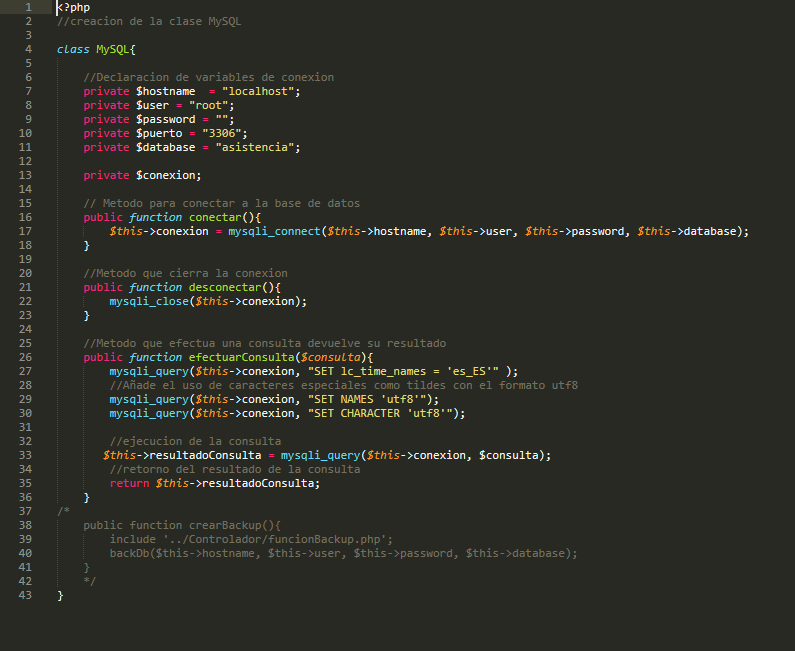 1 <?php
2 //creacion de la clase MySQL
3
4 class MySQL{
5
6     //Declaracion de variables de conexion
7     private $hostname  = "localhost";
8     private $user = "root";
9     private $password = "";
10     private $puerto = "3306";
11     private $database = "asistencia";
12
13     private $conexion;
14
15     // Metodo para conectar a la base de datos
16     public function conectar(){
17         $this->conexion = mysqli_connect($this->hostname, $this->user, $this->password, $this->database);
18     }
19
20     //Metodo que cierra la conexion
21     public function desconectar(){
22         mysqli_close($this->conexion);
23     }
24
25     //Metodo que efectua una consulta devuelve su resultado
26     public function efectuarConsulta($consulta){
27         mysqli_query($this->conexion, "SET lc_time_names = 'es_ES'" );
28         //Añade el uso de caracteres especiales como tildes con el formato utf8
29         mysqli_query($this->conexion, "SET NAMES 'utf8'");
30         mysqli_query($this->conexion, "SET CHARACTER 'utf8'");
31
32         //ejecucion de la consulta
33        $this->resultadoConsulta = mysqli_query($this->conexion, $consulta);
34         //retorno del resultado de la consulta
35         return $this->resultadoConsulta;
36     }
37 /*
38     public function crearBackup(){
39         include '../Controlador/funcionBackup.php';
40         backDb($this->hostname, $this->user, $this->password, $this->database);
41     }
42     */
43 }